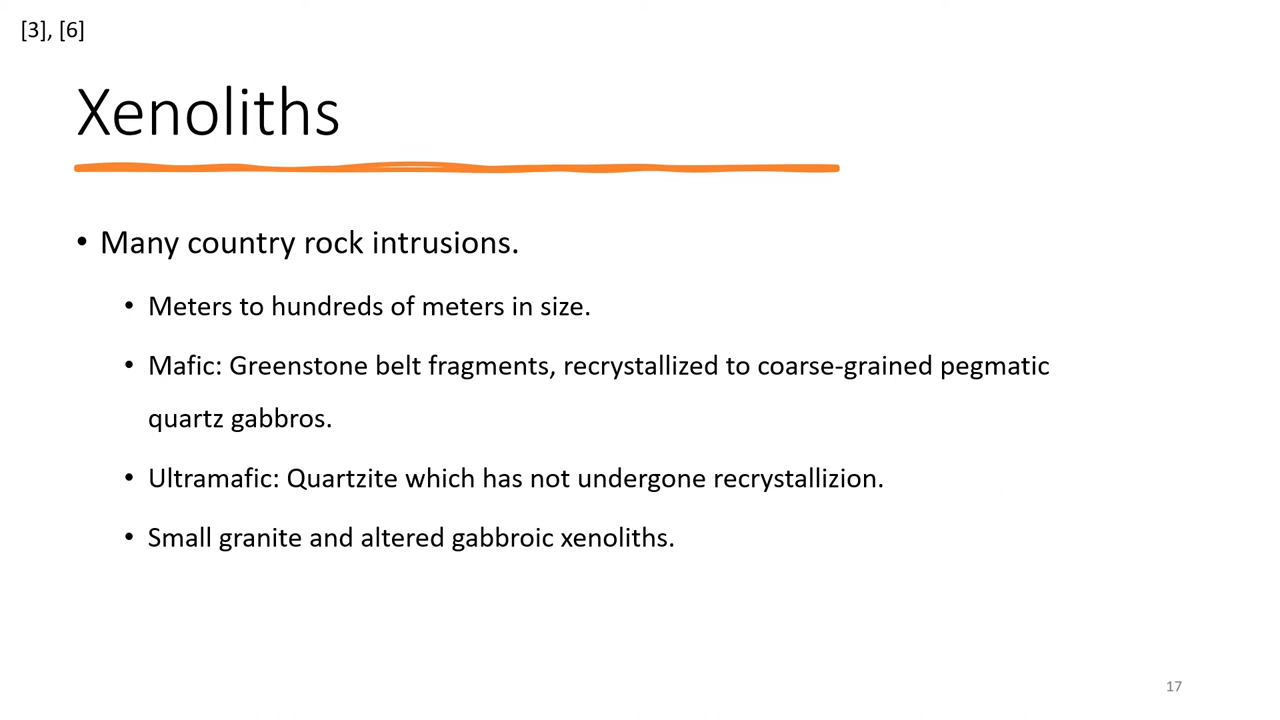 [3], [6]
Xenoliths
• Many country rock intrusions.
• Meters to hundreds of meters in size.
• Mafic: Greenstone belt fragments, recrystallized to coarse-grained pegmatic
quartz gabbros.
• Ultramafic: Quartzite which has not undergone recrystallizion.
• Small granite and altered gabbroic xenoliths.
17